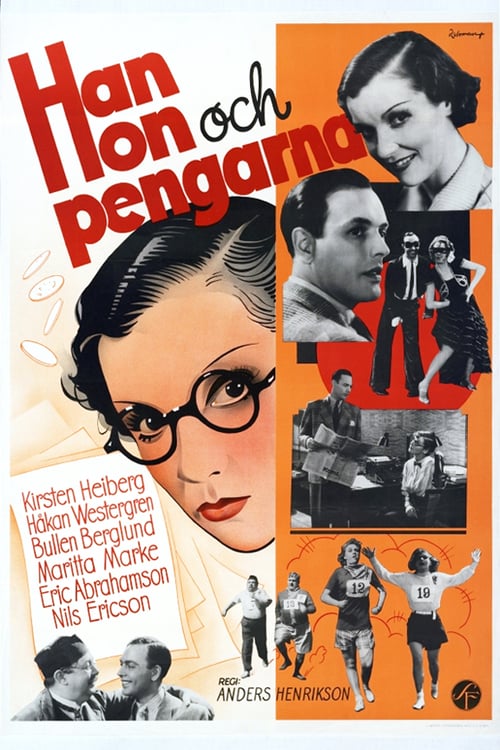 Han
Hon och
pengarna
Kirsten Heiberg
Håkan Westergren
Bullen Berglund
Maritta Marke
Eric Abrahamson
Nils Ericson
12
19
REGI:
ANDERS HENRIKSON
SF